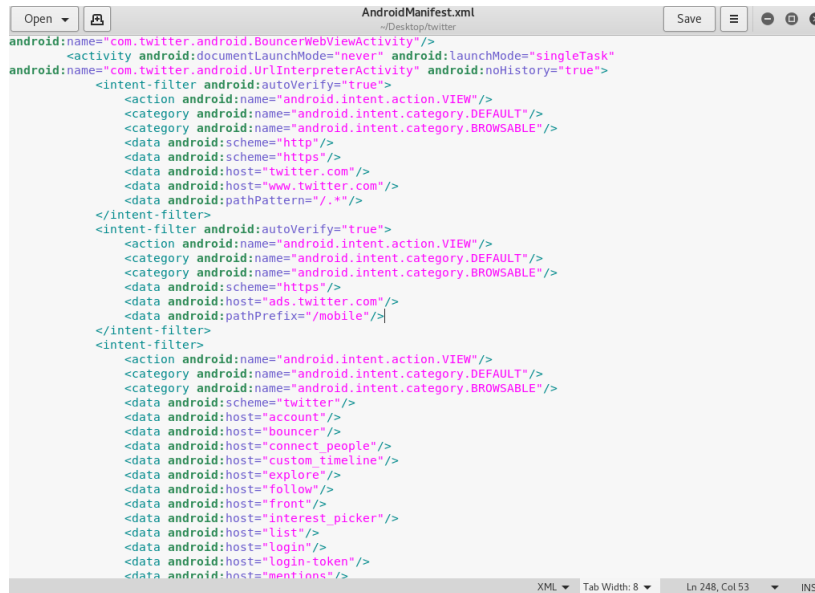 Open
AndroidManifest.xml
~/Desktop/twitter
Save
android:name="com.twitter.android.BouncerWebViewActivity"/>
<activity android:documentLaunchMode="never" android:launchMode="singleTask"
android:name="com.twitter.android.UrlInterpreterActivity" android:noHistory="true">
<intent-filter android:autoVerify="true">
<action android:name="android.intent.action.VIEW"/>
<category android:name="android.intent.category.DEFAULT"/>
<category android:name="android.intent.category.BROWSABLE"/>
<data android:scheme="http"/>
<data android:scheme="https"/>
<data android:host="twitter.com"/>
<data android:host="www.twitter.com"/>
<data android:pathPattern="/.*"/>
</intent-filter>
<intent-filter android:autoVerify="true">
<action android:name="android.intent.action.VIEW"/>
<category android:name="android.intent.category.DEFAULT"/>
<category android:name="android.intent.category.BROWSABLE"/>
<data android:scheme="https"/>
<data android:host="ads.twitter.com"/>
<data android:pathPrefix="/mobile"/>
</intent-filter>
<intent-filter>
<action android:name="android.intent.action.VIEW"/>
<category android:name="android.intent.category.DEFAULT"/>
<category android:name="android.intent.category.BROWSABLE"/>
<data android:scheme="twitter"/>
<data android:host="account"/>
<data android:host="bouncer"/>
<data android:host="connect_people"/>
<data android:host="custom_timeline"/>
<data android:host="explore"/>
<data android:host="follow"/>
<data android:host="front"/>
<data android:host="interest_picker"/>
<data android:host="list"/>
<data android:host="login"/>
<data android:host="login-token"/>
<data android:host="mentions"/>
XML Tab Width: 8 Ln 248, Col 53 INS